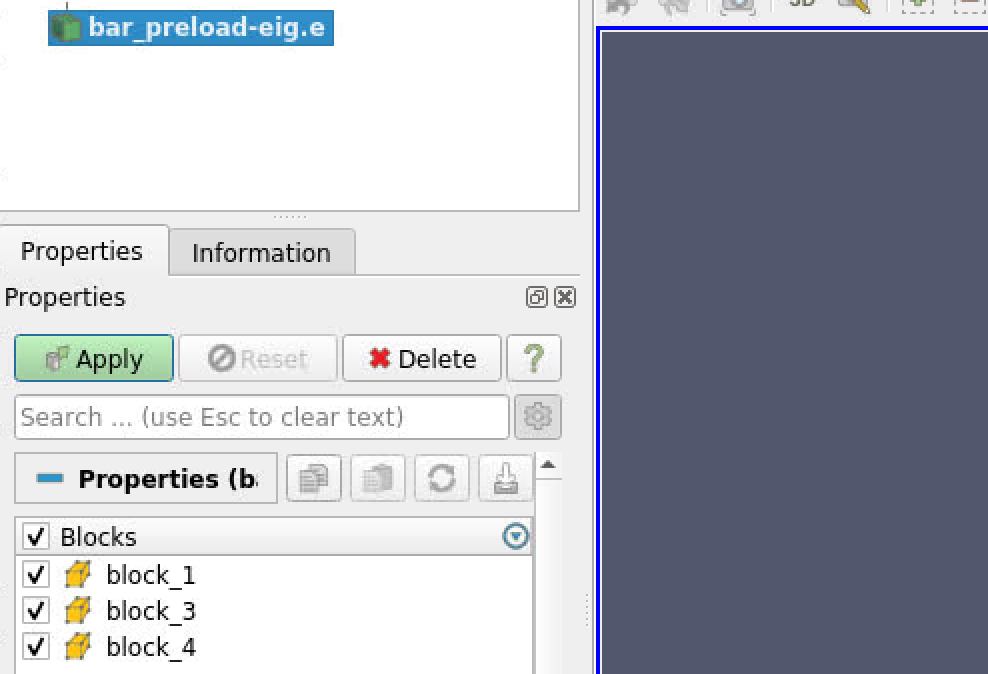 bar_preload-eig.e
Properties Information
Properties
Apply Reset Delete ?
Search ... (use Esc to clear text)
Properties (ba
Blocks
block_1
block_3
block_4